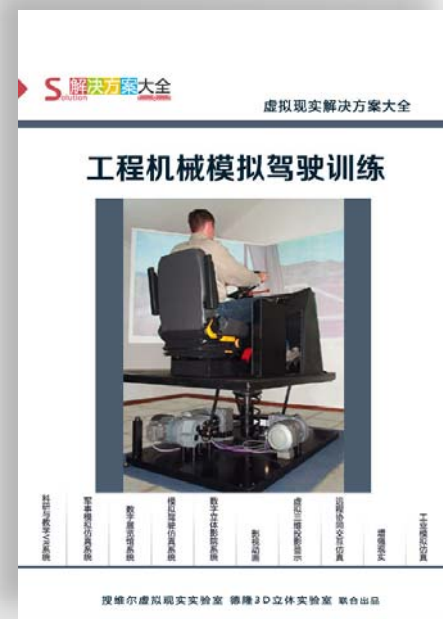 S 解决方案大全
olution
虚拟现实解决方案大全
工程机械模拟驾驶训练
科研与教学VR系统
军事模拟仿真系统
数字展览馆系统
模拟驾驶仿真系统
数字立体影院系统
影视动画
虚拟三维投影显示
远程协同交互仿真
增强现实
工业模拟仿真
搜维尔虚拟现实实验室 德隆3D立体实验室 联合出品